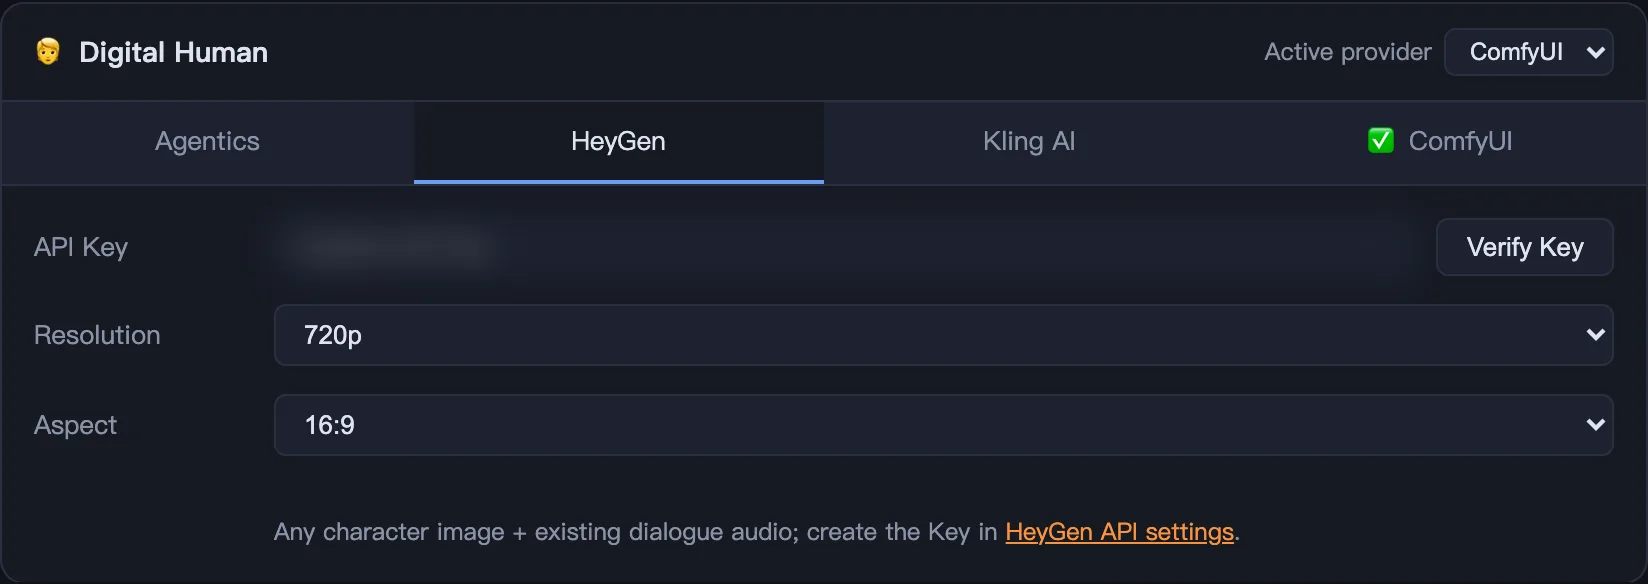 Digital Human
Active provider
ComfyUI
Agentics
HeyGen
Kling AI
ComfyUI
API Key
Verify Key
Resolution
720p
Aspect
16:9
Any character image + existing dialogue audio; create the Key in HeyGen API settings.